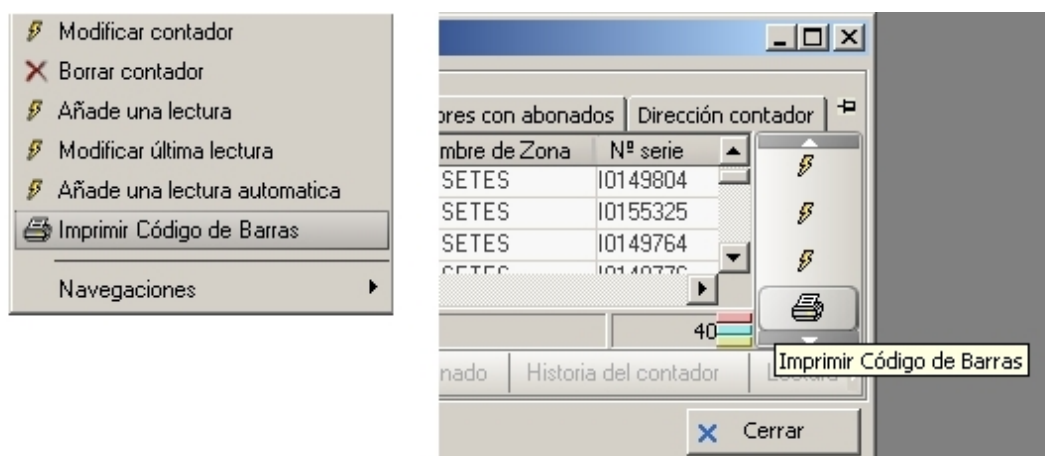 Modificar contador
Borrar contador
Añade una lectura
Modificar última lectura
Añade una lectura automatica
Imprimir Código de Barras
Navegaciones
ores con abonados Dirección contador
mbre de Zona Nº serie
SETES I0149804
SETES I0155325
SETES I0149764
40
Imprimir Código de Barras
nado Historia del contador
Cerrar